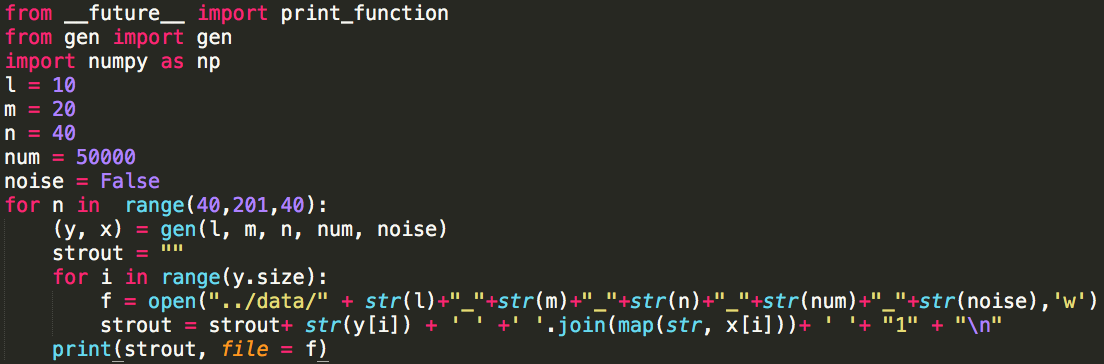 from __future__ import print_function
from gen import gen
import numpy as np
l = 10
m = 20
n = 40
num = 50000
noise = False
for n in  range(40,201,40):
    (y, x) = gen(l, m, n, num, noise)
    strout = ""
    for i in range(y.size):
        f = open("../data/" + str(l)+"_"+str(m)+"_"+str(n)+"_"+str(num)+"_"+str(noise),'w')
        strout = strout+ str(y[i]) + ' ' +' '.join(map(str, x[i]))+ ' '+ "1" + "\n"
    print(strout, file = f)